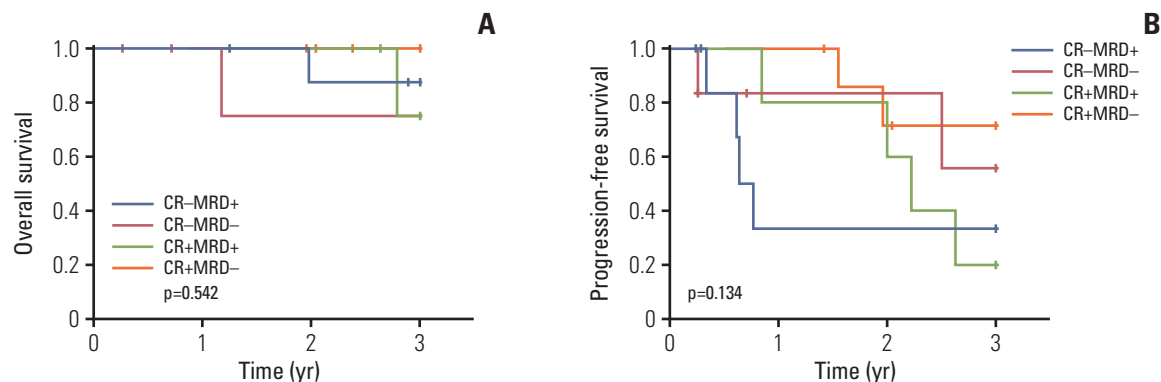 A
Overall survival
1.0
0.8
0.6
0.4
0.2
0
CR–MRD+
CR–MRD–
CR+MRD+
CR+MRD–
p=0.542
0 1 2 3
Time (yr)
B
Progression-free survival
1.0
0.8
0.6
0.4
0.2
0
CR–MRD+
CR–MRD–
CR+MRD+
CR+MRD–
p=0.134
0 1 2 3
Time (yr)